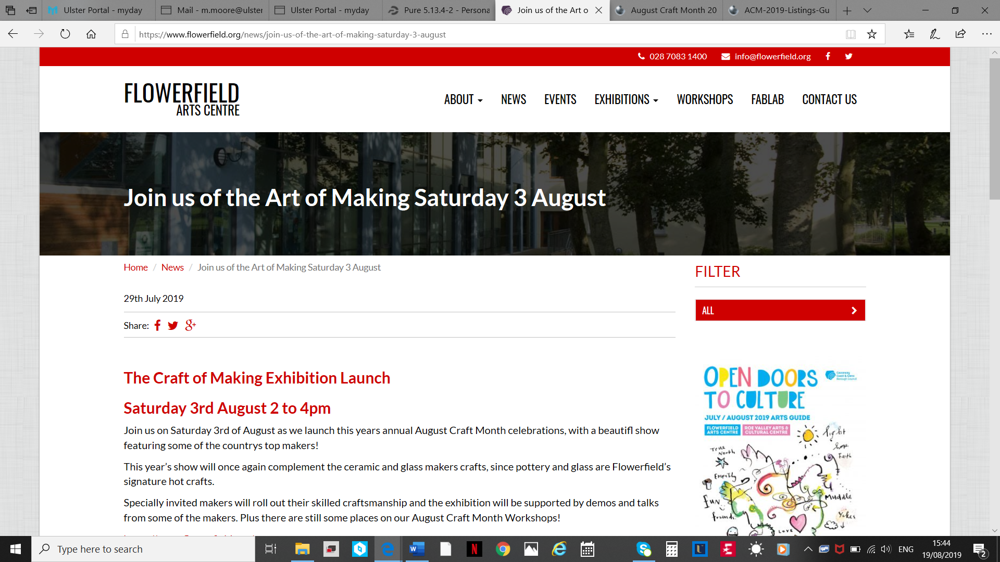 Ulster Portal - myday
Mail - m.moore@ulster
Ulster Portal - myday
Pure 5.13.4-2 - Persona
Join us of the Art o
August Craft Month 20
ACM-2019-Listings-Gu
https://www.flowerfield.org/news/join-us-of-the-art-of-making-saturday-3-august
028 7083 1400 info@flowerfield.org
FLOWERFIELD
ARTS CENTRE
ABOUT NEWS EVENTS EXHIBITIONS WORKSHOPS FABLAB CONTACT US
Join us of the Art of Making Saturday 3 August
Home / News / Join us of the Art of Making Saturday 3 August
29th July 2019
Share:
The Craft of Making Exhibition Launch
Saturday 3rd August 2 to 4pm
Join us on Saturday 3rd of August as we launch this years annual August Craft Month celebrations, with a beautifl show
featuring some of the countrys top makers!
This year’s show will once again complement the ceramic and glass makers crafts, since pottery and glass are Flowerfield’s
signature hot crafts.
Specially invited makers will roll out their skilled craftsmanship and the exhibition will be supported by demos and talks
from some of the makers. Plus there are still some places on our August Craft Month Workshops!
FILTER
ALL
OPEN DOORS
TO CULTURE
Causeway
Coast & Glens
Borough Council
JULY / AUGUST 2019 ARTS GUIDE
FLOWERFIELD
ARTS CENTRE
ROE VALLEY ARTS &
CULTURAL CENTRE
light
True
North
hope
Faith
Empathy
fun
Muddle
friends
Yikes
LOVE
Type here to search
ENG
15:44
19/08/2019
2